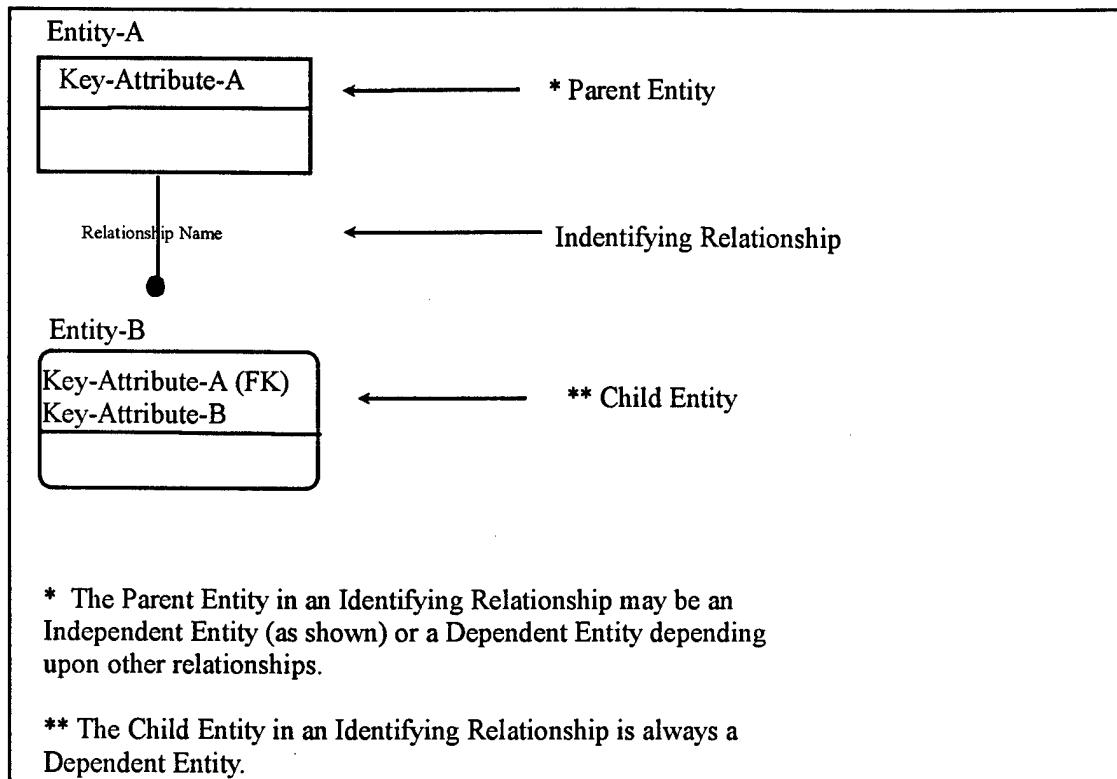 Entity-A
Key-Attribute-A
* Parent Entity
Relationship Name
Indentifying Relationship
Entity-B
Key-Attribute-A (FK)
Key-Attribute-B
** Child Entity
* The Parent Entity in an Identifying Relationship may be an
Independent Entity (as shown) or a Dependent Entity depending
upon other relationships.
** The Child Entity in an Identifying Relationship is always a
Dependent Entity.